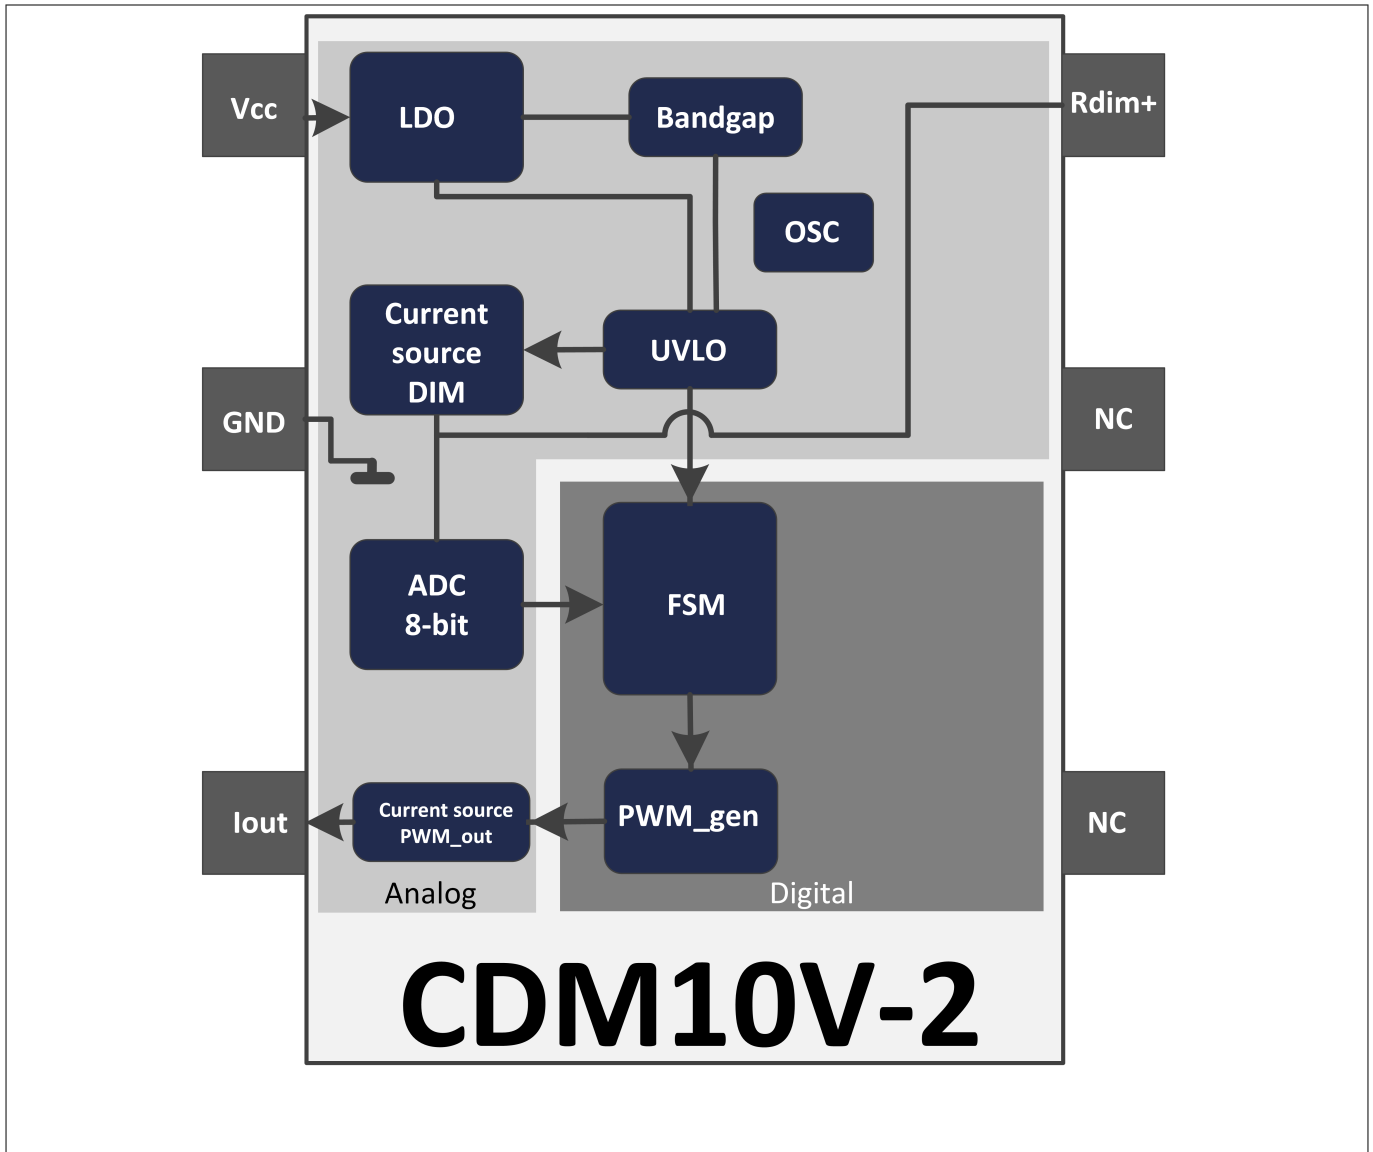 Vcc
LDO
Bandgap
Rdim+
OSC
Current
source
DIM
UVLO
GND
NC
ADC
8-bit
FSM
Iout
Current source
PWM_out
PWM_gen
NC
Analog
Digital
CDM10V-2